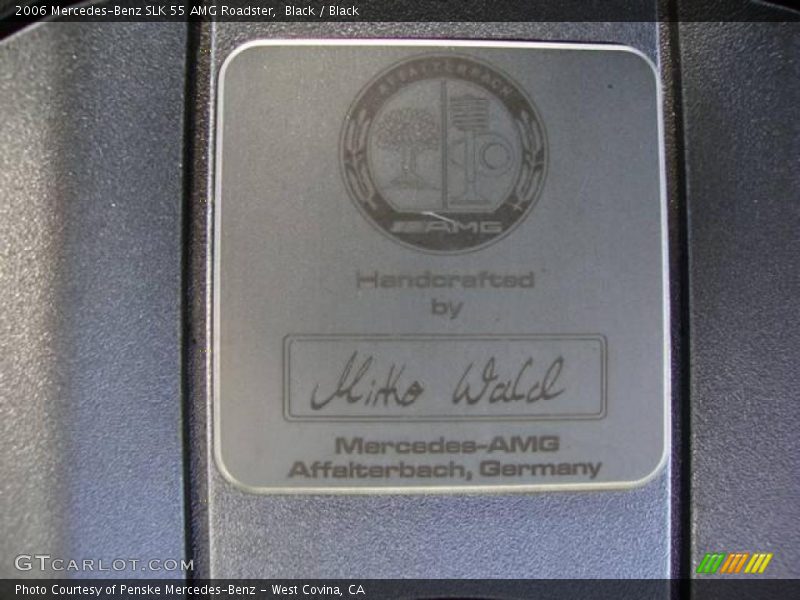 2006 Mercedes-Benz SLK 55 AMG Roadster, Black / Black
AFFALTERBACH
AMG
Handcrafted
by
Mirko Wald
Mercedes-AMG
Affalterbach, Germany
GTCARLOT.COM
Photo Courtesy of Penske Mercedes-Benz - West Covina, CA